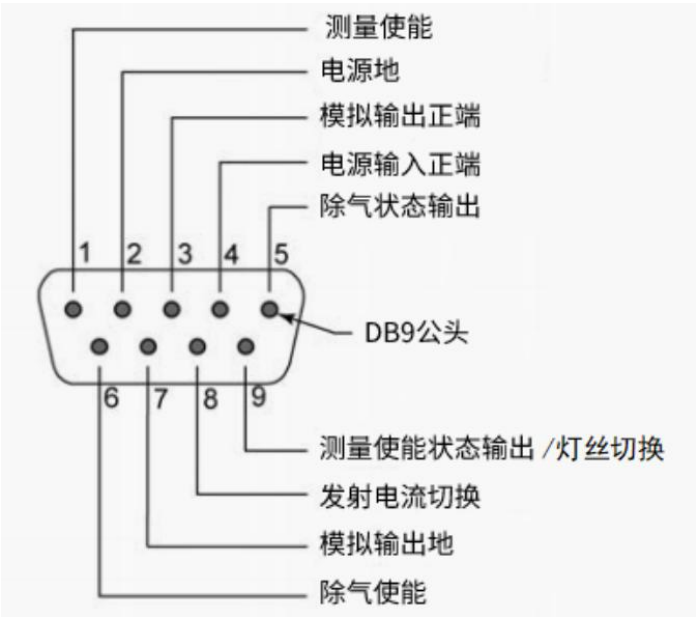 测量使能
电源地
模拟输出正端
电源输入正端
除气状态输出
1 2 3 4 5
DB9公头
6 7 8 9
测量使能状态输出 /灯丝切换
发射电流切换
模拟输出地
除气使能